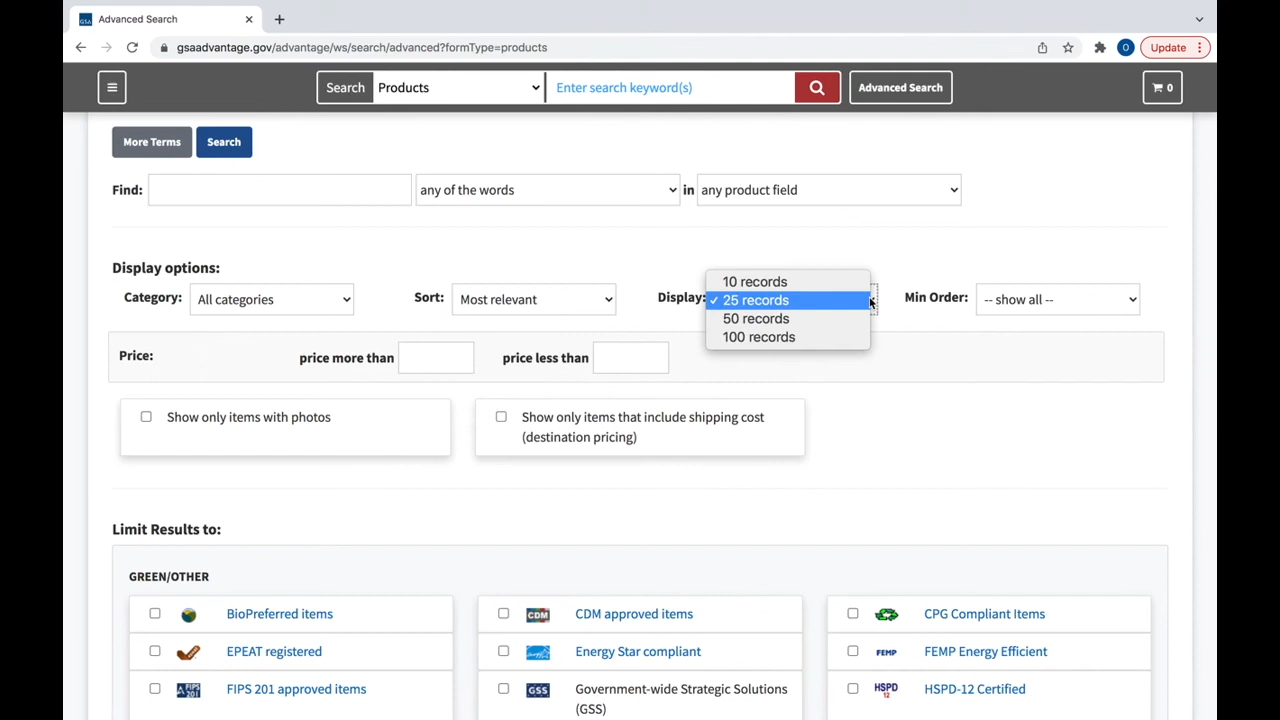 GSA Advanced Search
gsaadvantage.gov/advantage/ws/search/advanced?formType=products O Update
Search Products Enter search keyword(s) Advanced Search 0
More Terms Search
Find: any of the words in any product field
Display options:
10 records
Category: All categories Sort: Most relevant Display: ✓ 25 records Min Order: -- show all --
50 records
100 records
Price: price more than price less than
Show only items with photos Show only items that include shipping cost
(destination pricing)
Limit Results to:
GREEN/OTHER
BioPreferred items CDM CDM approved items CPG Compliant Items
EPEAT registered Energy Star compliant FEMP FEMP Energy Efficient
FIPS 201 FIPS 201 approved items GSS Government-wide Strategic Solutions HSPD 12 HSPD-12 Certified
(GSS)